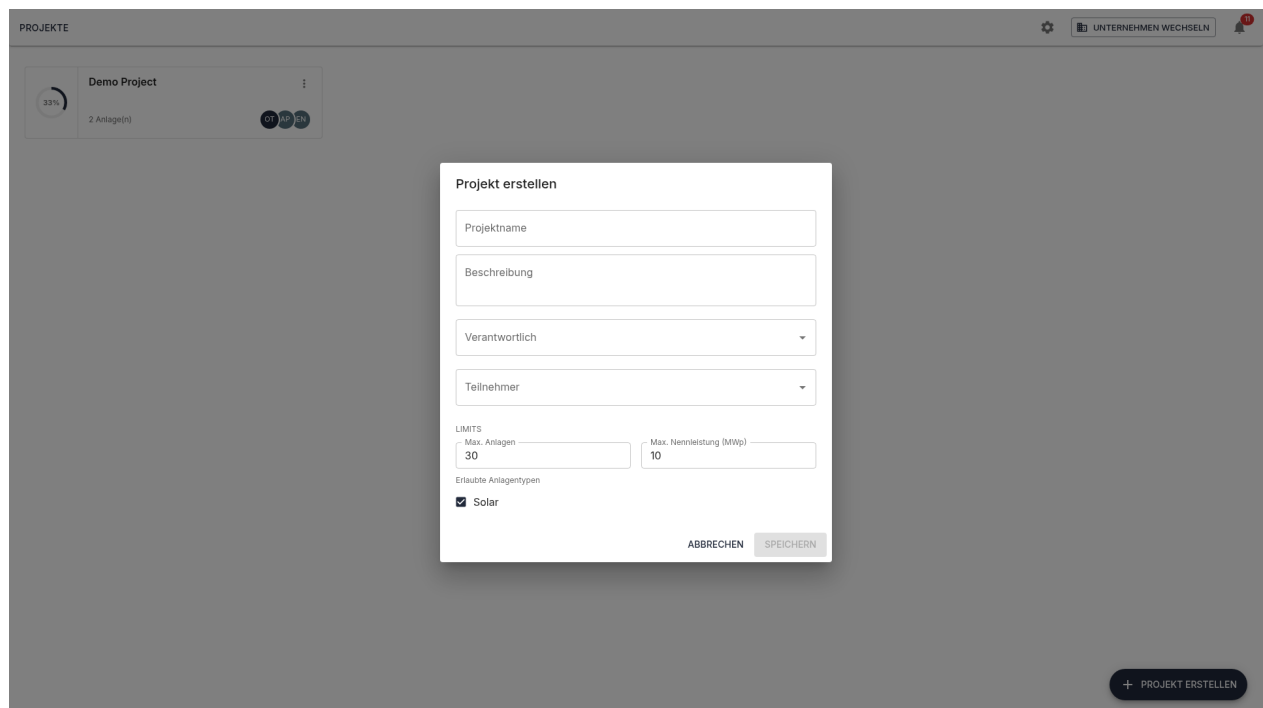 PROJEKTE
UNTERNEHMEN WECHSELN
11
Demo Project
33%
2 Anlage(n)
OT AP EN
Projekt erstellen
Projektname
Beschreibung
Verantwortlich
Teilnehmer
LIMITS
Max. Anlagen Max. Nennleistung (MWp)
30 10
Erlaubte Anlagentypen
Solar
ABBRECHEN SPEICHERN
PROJEKT ERSTELLEN